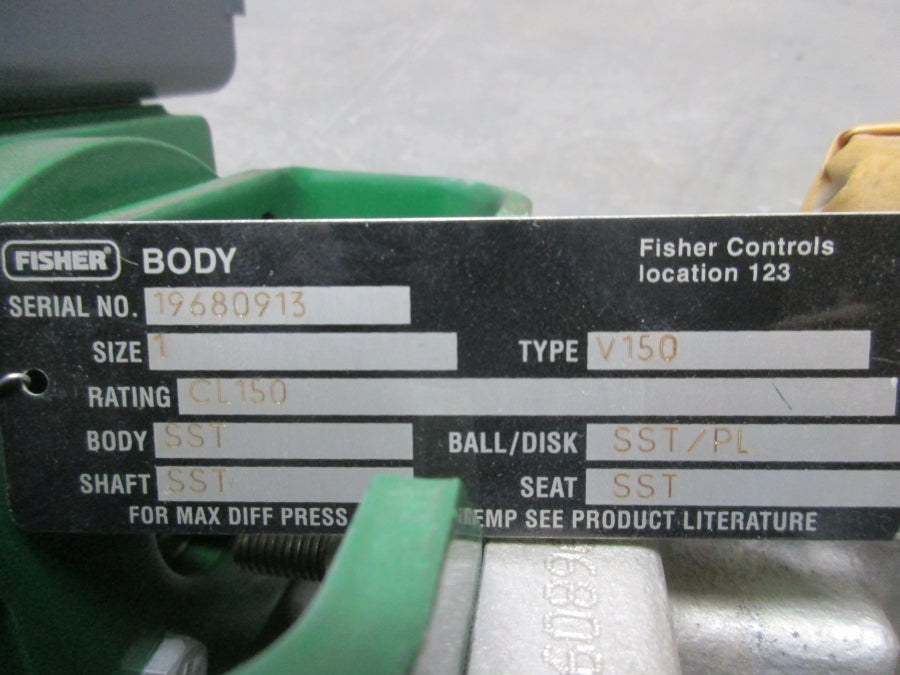 FISHER® BODY
Fisher Controls
location 123
SERIAL NO. 19680913
SIZE 1 TYPE V150
RATING CL150
BODY SST BALL/DISK SST/PL
SHAFT SST SEAT SST
FOR MAX DIFF PRESS SEE PRODUCT LITERATURE